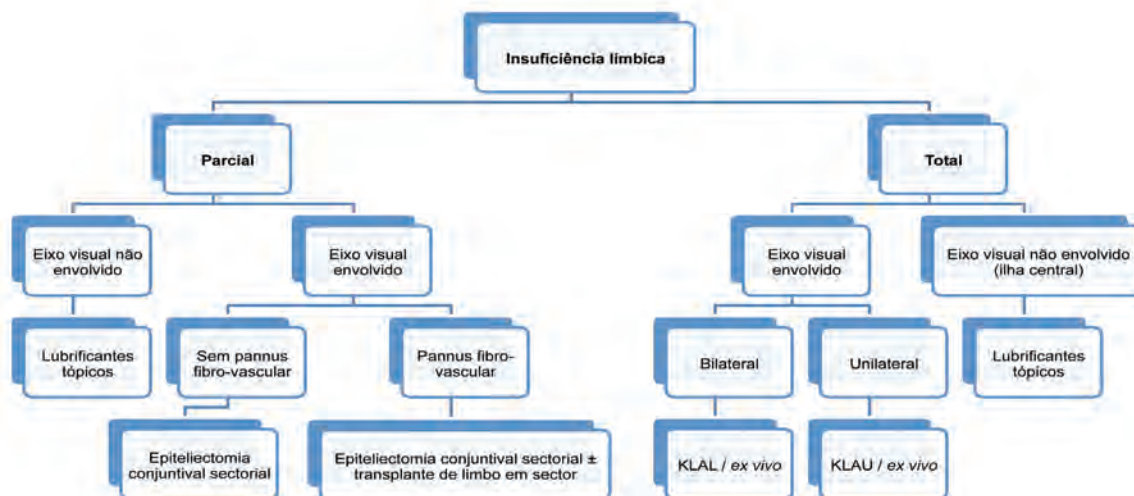 Insuficiência límbica
Parcial
Total
Eixo visual não
envolvido
Eixo visual
envolvido
Eixo visual
envolvido
Eixo visual não envolvido
(ilha central)
Lubrificantes
tópicos
Sem pannus
fibro-vascular
Pannus fibro-
vascular
Bilateral
Unilateral
Lubrificantes
tópicos
Epiteliectomia
conjuntival sectorial
Epiteliectomia conjuntival sectorial ±
transplante de limbo em sector
KLAL / ex vivo
KLAU / ex vivo